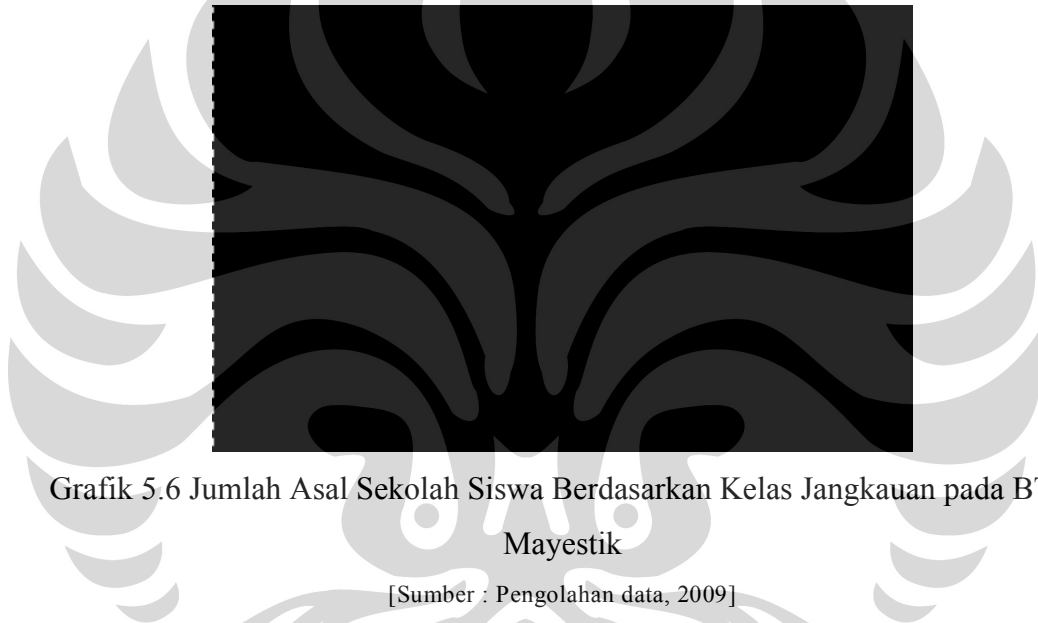 Grafik 5.6 Jumlah Asal Sekolah Siswa Berdasarkan Kelas Jangkauan pada
Mayestik
[Sumber : Pengolahan data, 2009]